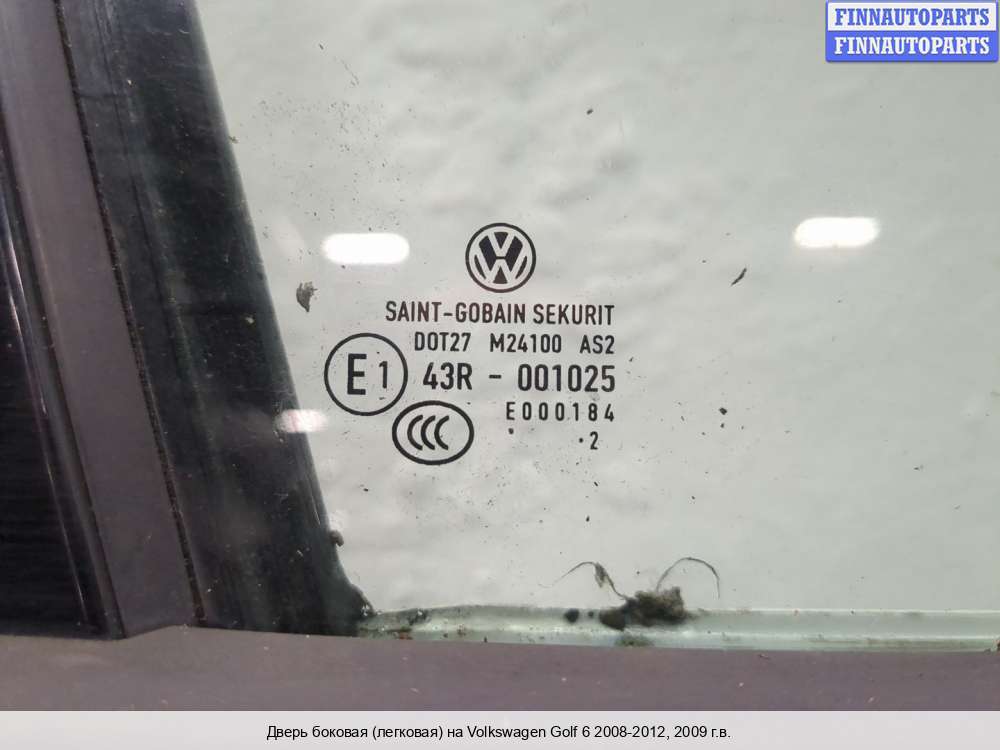 FINNAUTOPARTS
FINNAUTOPARTS
SAINT-GOBAIN SEKURIT
DOT27 M24100 AS2
E1 43R - 001025
E000184
CCC
. .2
Дверь боковая (легковая) на Volkswagen Golf 6 2008-2012, 2009 г.в.